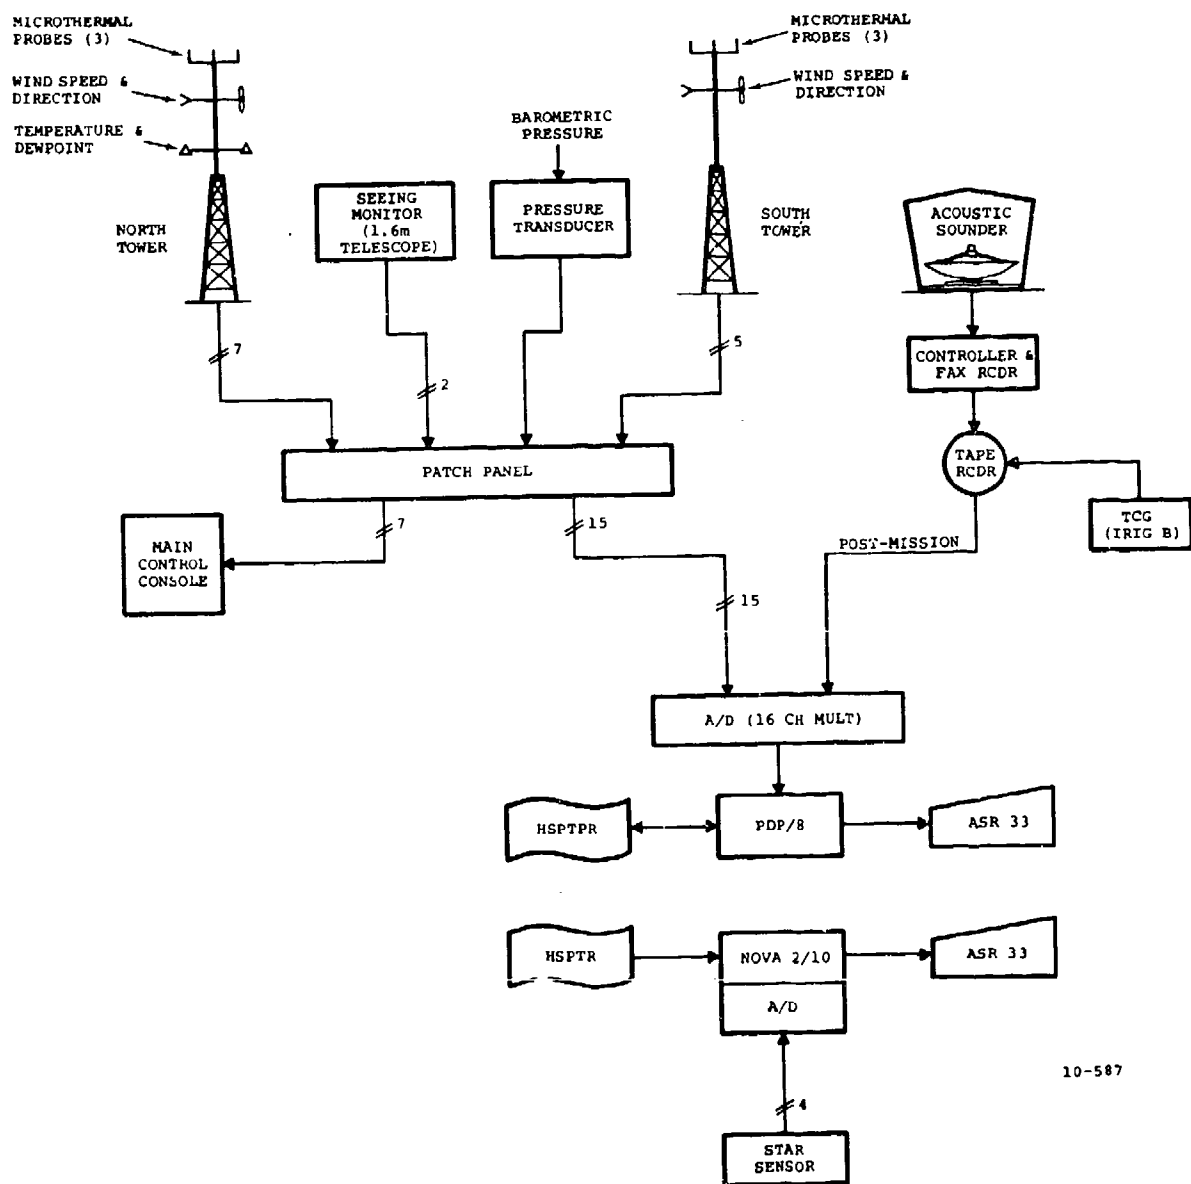 MICROTHERMAL
PROBES (3)
WIND SPEED &
DIRECTION
TEMPERATURE &
DEWPOINT
NORTH
TOWER
SEEING
MONITOR
(1.6m
TELESCOPE)
BAROMETRIC
PRESSURE
PRESSURE
TRANSDUCER
MICROTHERMAL
PROBES (3)
WIND SPEED &
DIRECTION
SOUTH
TOWER
ACOUSTIC
SOUNDER
7
2
5
CONTROLLER &
FAX RCDR
TAPE
RCDR
TCG
(IRIG B)
PATCH PANEL
7
15
MAIN
CONTROL
CONSOLE
POST-MISSION
15
A/D (16 CH MULT)
HSPTPR
PDP/8
ASR 33
HSPTR
NOVA 2/10
ASR 33
A/D
4
STAR
SENSOR
10-587